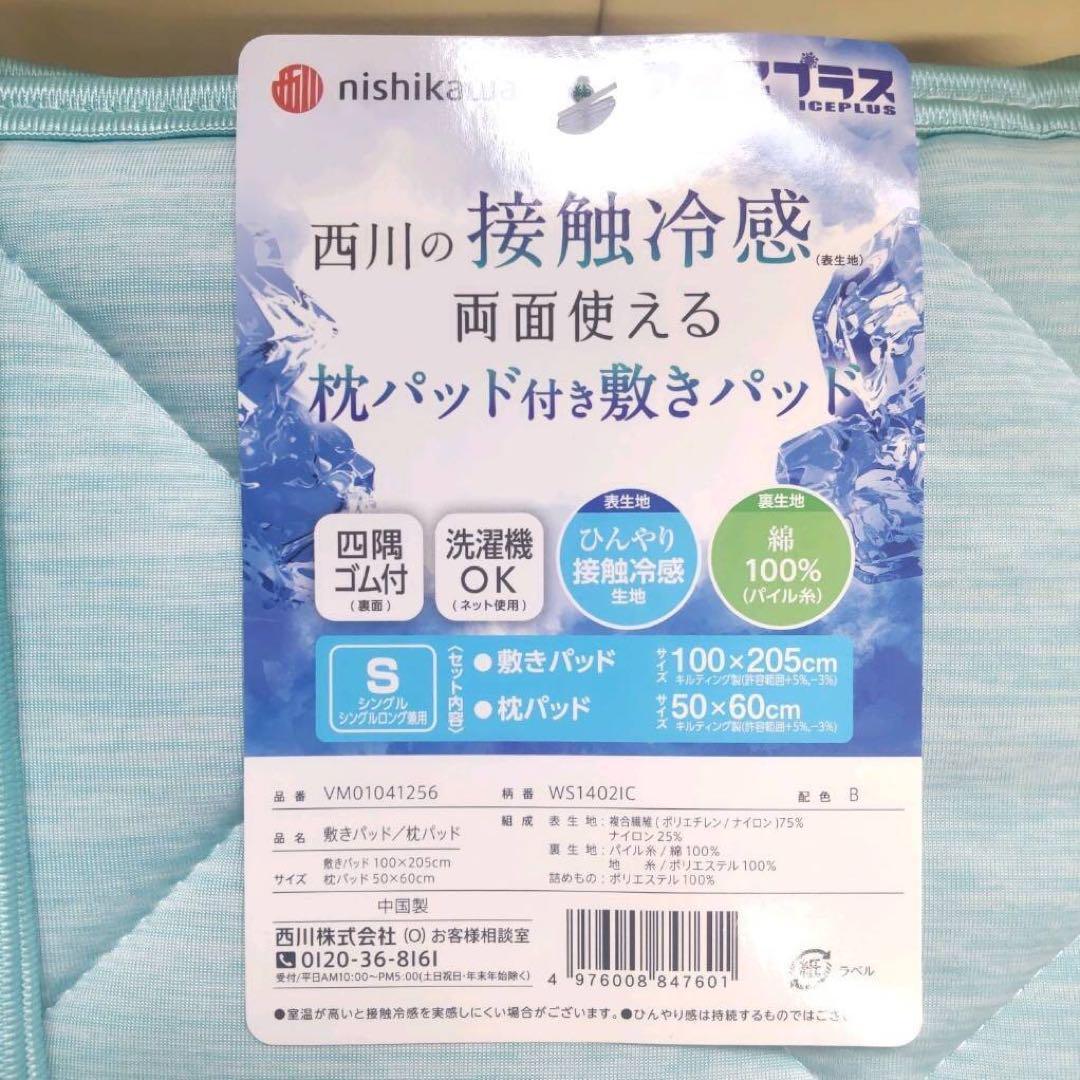 西川 nishikawa
プラス
ICEPLUS
西川の接触冷感(表生地)
両面使える
枕パッド付き敷きパッド
四隅
ゴム付
(裏面)
洗濯機
OK
(ネット使用)
表生地
ひんやり
接触冷感
生地
裏生地
綿
100%
(パイル糸)
S
シングル
シングルロング兼用
〈セット内容〉
●敷きパッド サイズ 100×205cm
キルティング製(許容範囲+5%,-3%)
●枕パッド サイズ 50×60cm
キルティング製(許容範囲+5%,-3%)
品番 VM01041256 柄番 WS1402IC 配色 B
品名 敷きパッド/枕パッド
サイズ 敷きパッド 100×205cm
枕パッド 50×60cm
組成 表生地:複合繊維(ポリエチレン/ナイロン)75%
ナイロン25%
裏生地:パイル糸/綿100%
地 糸/ポリエステル100%
詰めもの:ポリエステル100%
中国製
西川株式会社 (O) お客様相談室
0120-36-8161
受付/平日AM10:00〜PM5:00(土日祝日・年末年始除く)
4 976008 847601
ラベル
●室温が高いと接触冷感を実感しにくい場合がございます。●ひんやり感は持続するものではござ